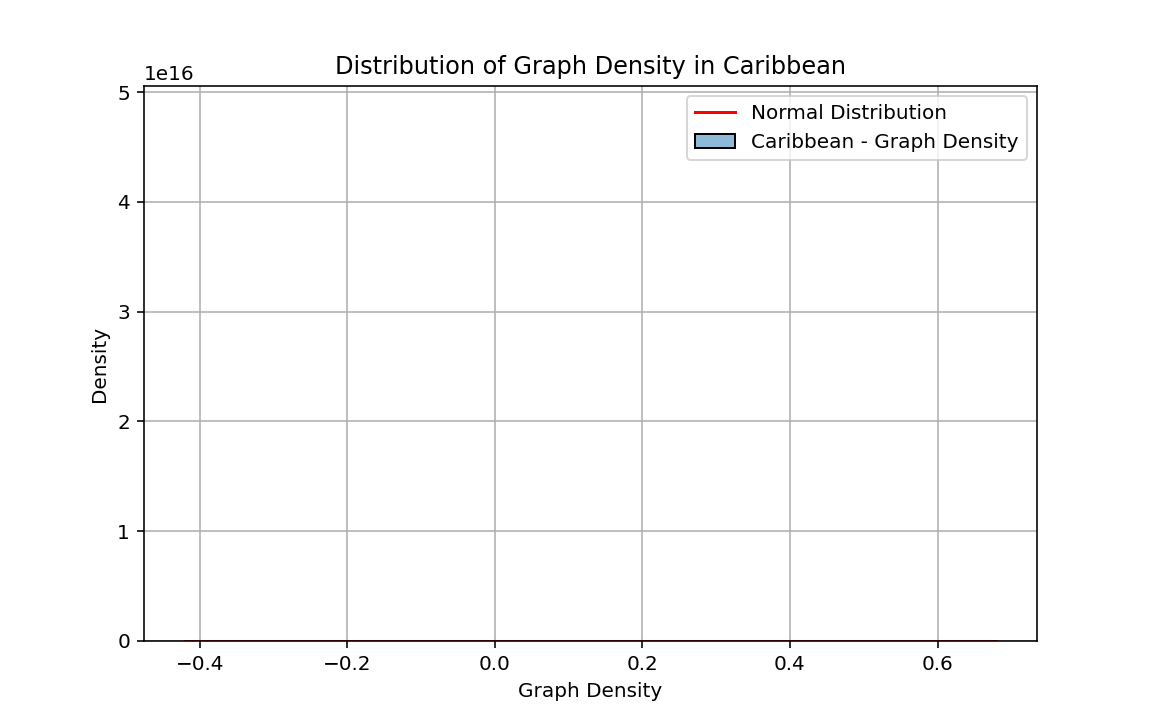 Distribution of Graph Density in Caribbean
1e16
5
4
3
2
1
0
Density
Normal Distribution
Caribbean - Graph Density
−0.4 −0.2 0.0 0.2 0.4 0.6
Graph Density